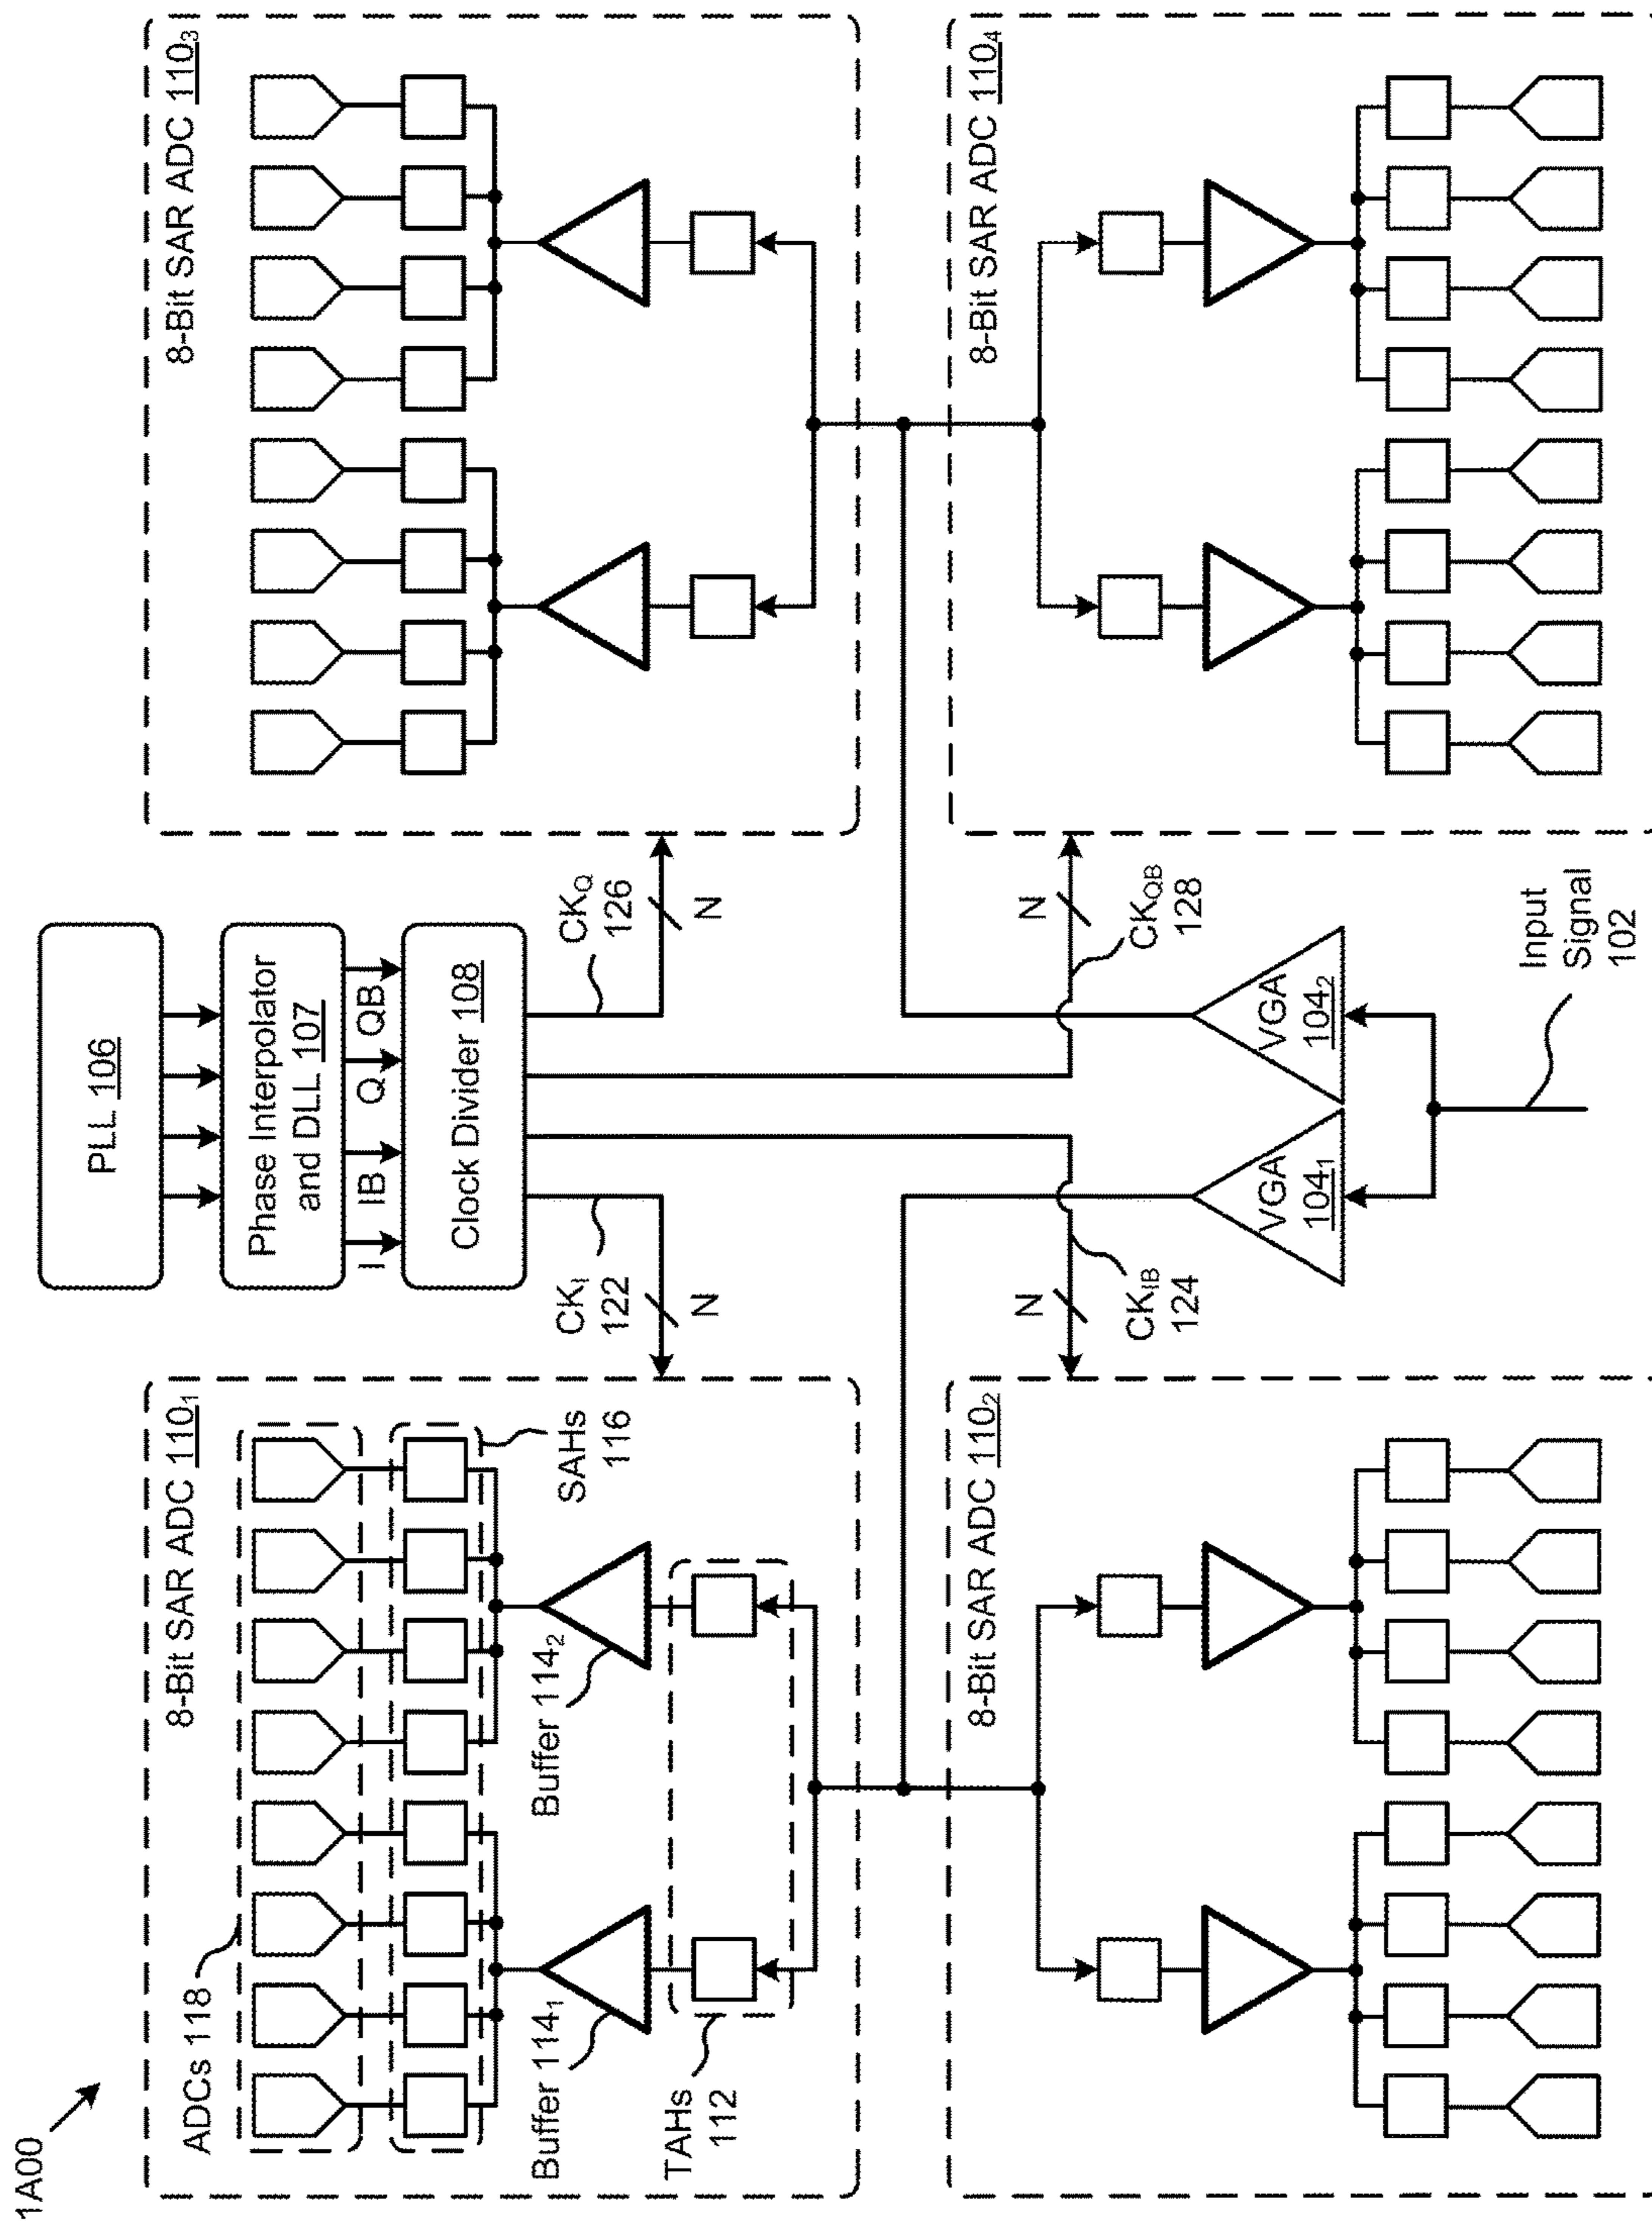 1A00
8-Bit SAR ADC 110₁
ADCs 118
SAHs
116
Buffer 114₁
Buffer 114₂
TAHs
112
PLL 106
Phase Interpolator
and DLL 107
I
IB
Q
QB
Clock Divider 108
CK_I
122
N
CK_Q
126
N
8-Bit SAR ADC 110₃
8-Bit SAR ADC 110₂
N
CK_IB
124
N
CK_QB
128
VGA
104₁
VGA
104₂
Input
Signal
102
8-Bit SAR ADC 110₄